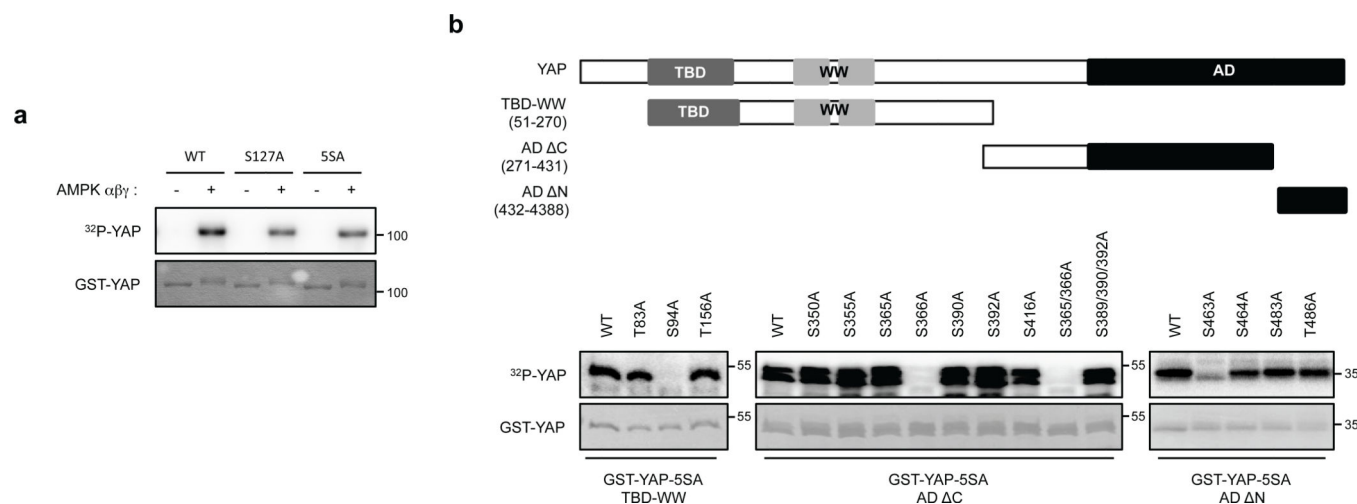 a
WT S127A 5SA
AMPK αβγ : - + - + - +
³²P-YAP 100
GST-YAP 100
b
YAP TBD WW AD
TBD-WW TBD WW
(51-270)
AD ΔC
(271-431)
AD ΔN
(432-4388)
WT T83A S94A T156A WT S350A S355A S365A S366A S390A S392A S416A S365/366A S389/390/392A WT S463A S464A S483A T486A
³²P-YAP 55 55 35
GST-YAP 55 55 35
GST-YAP-5SA GST-YAP-5SA GST-YAP-5SA
TBD-WW AD ΔC AD ΔN